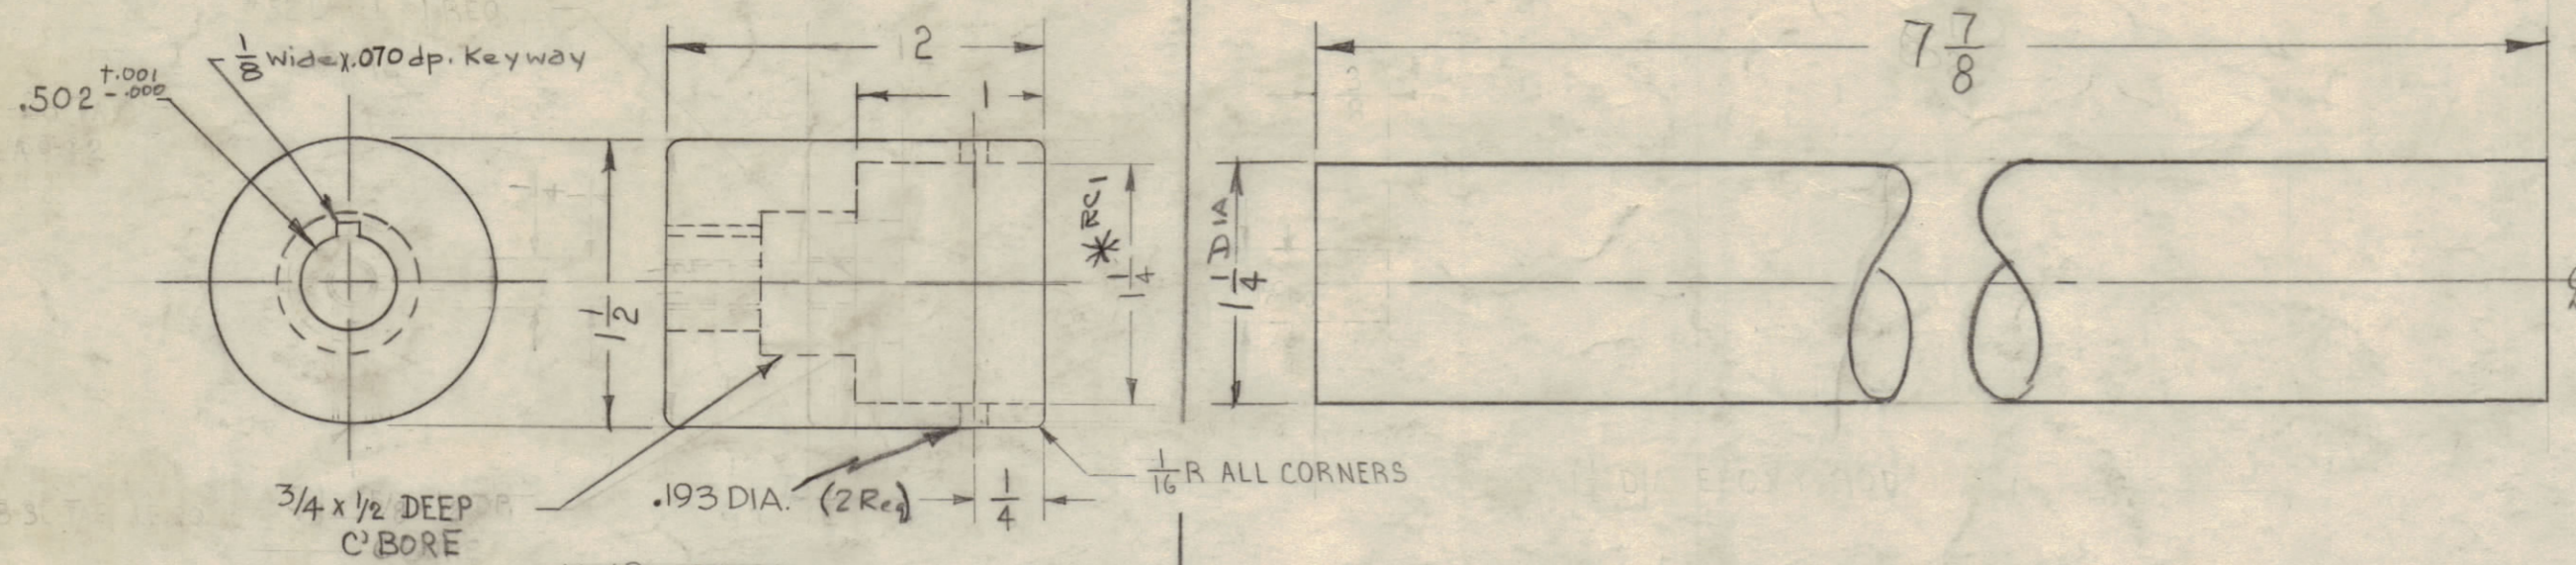 1/8 Wide x .070 dp. Keyway
.502 +.001 -.000
2
1
7 7/8
1 1/2
*RC1
1 1/4
1 1/4 DIA
3/4 x 1/2 DEEP
C'BORE
.193 DIA. (2 Req)
1/4
1/16 R ALL CORNERS